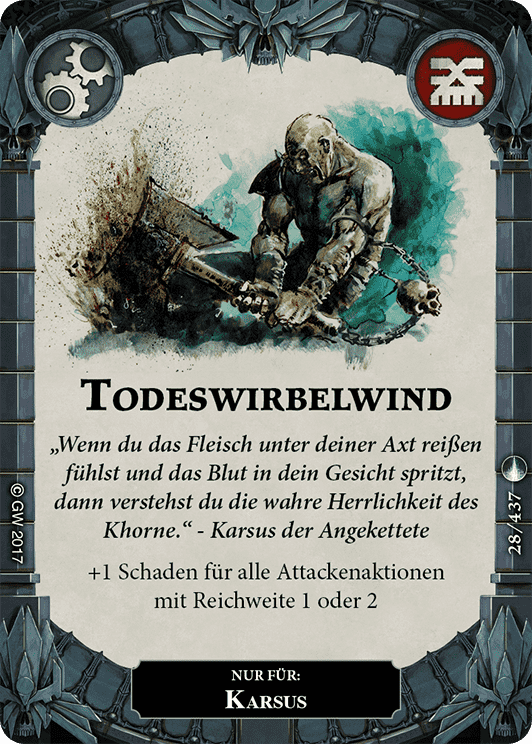 TODESWIRBELWIND
„Wenn du das Fleisch unter deiner Axt reißen
fühlst und das Blut in dein Gesicht spritzt,
dann verstehst du die wahre Herrlichkeit des
Khorne.“ - Karsus der Angekettete
+1 Schaden für alle Attackenaktionen
mit Reichweite 1 oder 2
© GW 2017
28/437
NUR FÜR:
KARSUS